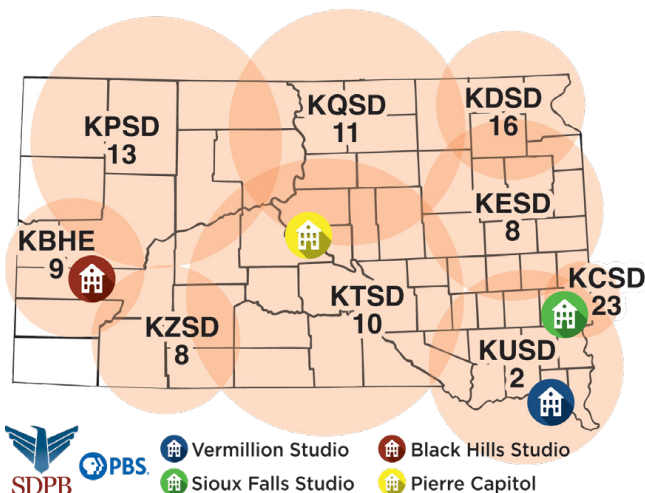 KQSD
11
KDSD
16
KPSD
13
KESD
8
KBHE
9
KCSD
23
KTSD
10
KZSD
8
KUSD
2
SDPB
PBS.
Vermillion Studio
Black Hills Studio
Sioux Falls Studio
Pierre Capitol